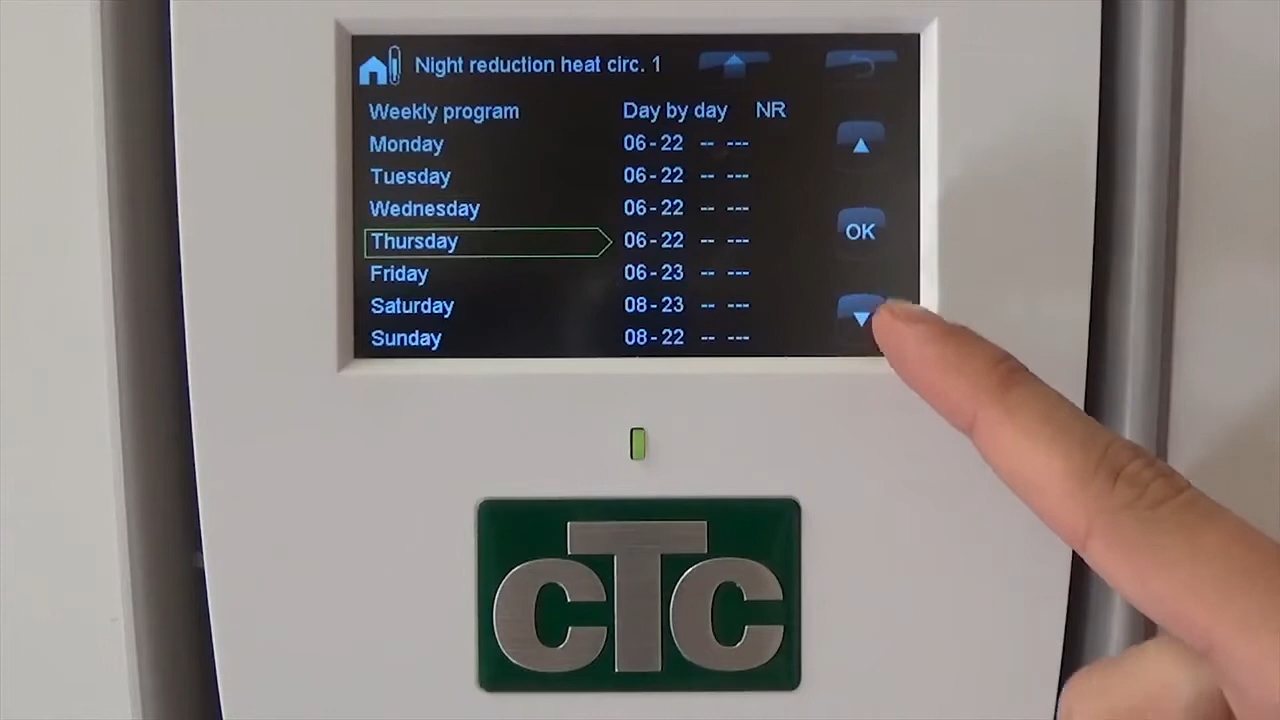 Night reduction heat circ. 1
Weekly program Day by day NR
Monday 06-22 -- ---
Tuesday 06-22 -- ---
Wednesday 06-22 -- ---
Thursday 06-22 -- ---
Friday 06-23 -- ---
Saturday 08-23 -- ---
Sunday 08-22 -- ---
OK
cTc